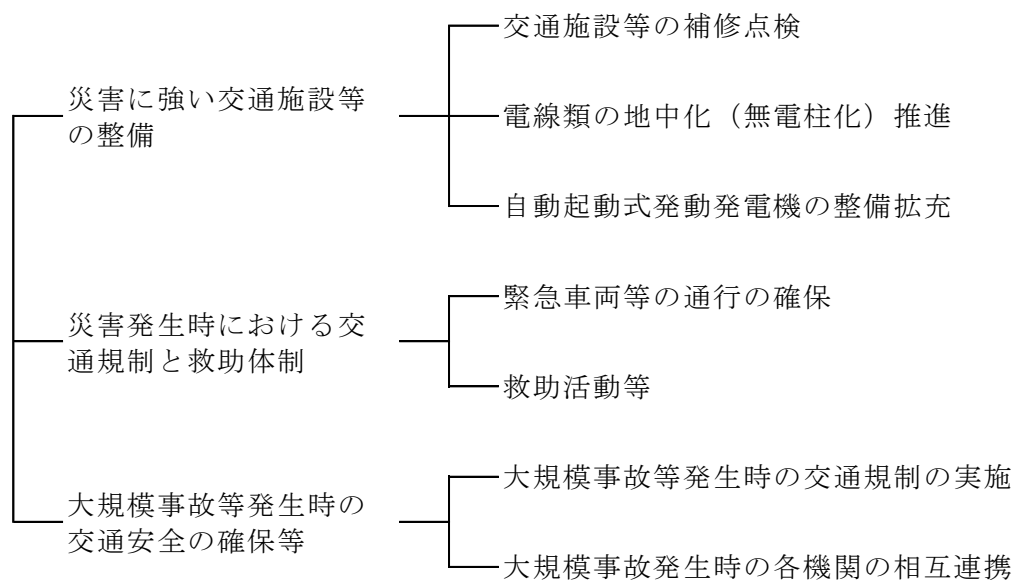 災害に強い交通施設等
の整備
交通施設等の補修点検
電線類の地中化（無電柱化）推進
自動起動式発動発電機の整備拡充
災害発生時における交
通規制と救助体制
緊急車両等の通行の確保
救助活動等
大規模事故等発生時の
交通安全の確保等
大規模事故等発生時の交通規制の実施
大規模事故発生時の各機関の相互連携